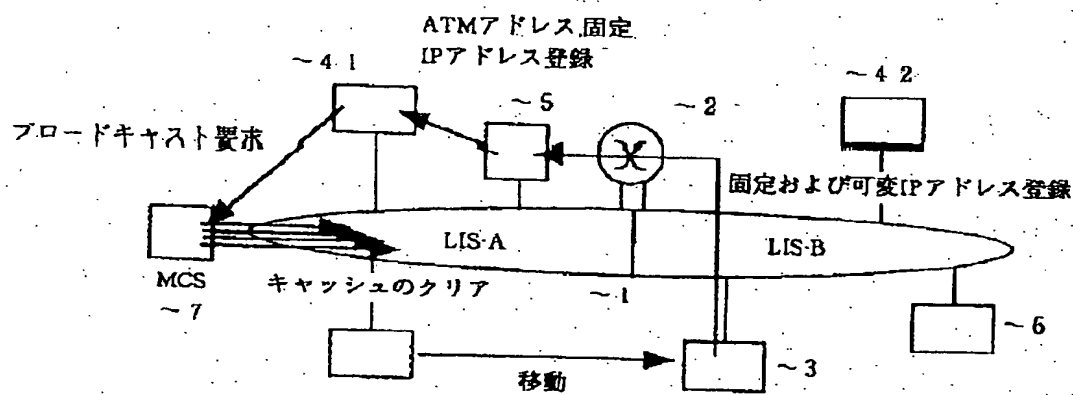 ATMアドレス,固定
IPアドレス登録
~41
~5
~2
~42
ブロードキャスト要求
固定および可変IPアドレス登録
LIS-A
LIS-B
MCS
~7
キャッシュのクリア
~1
~6
移動
~3